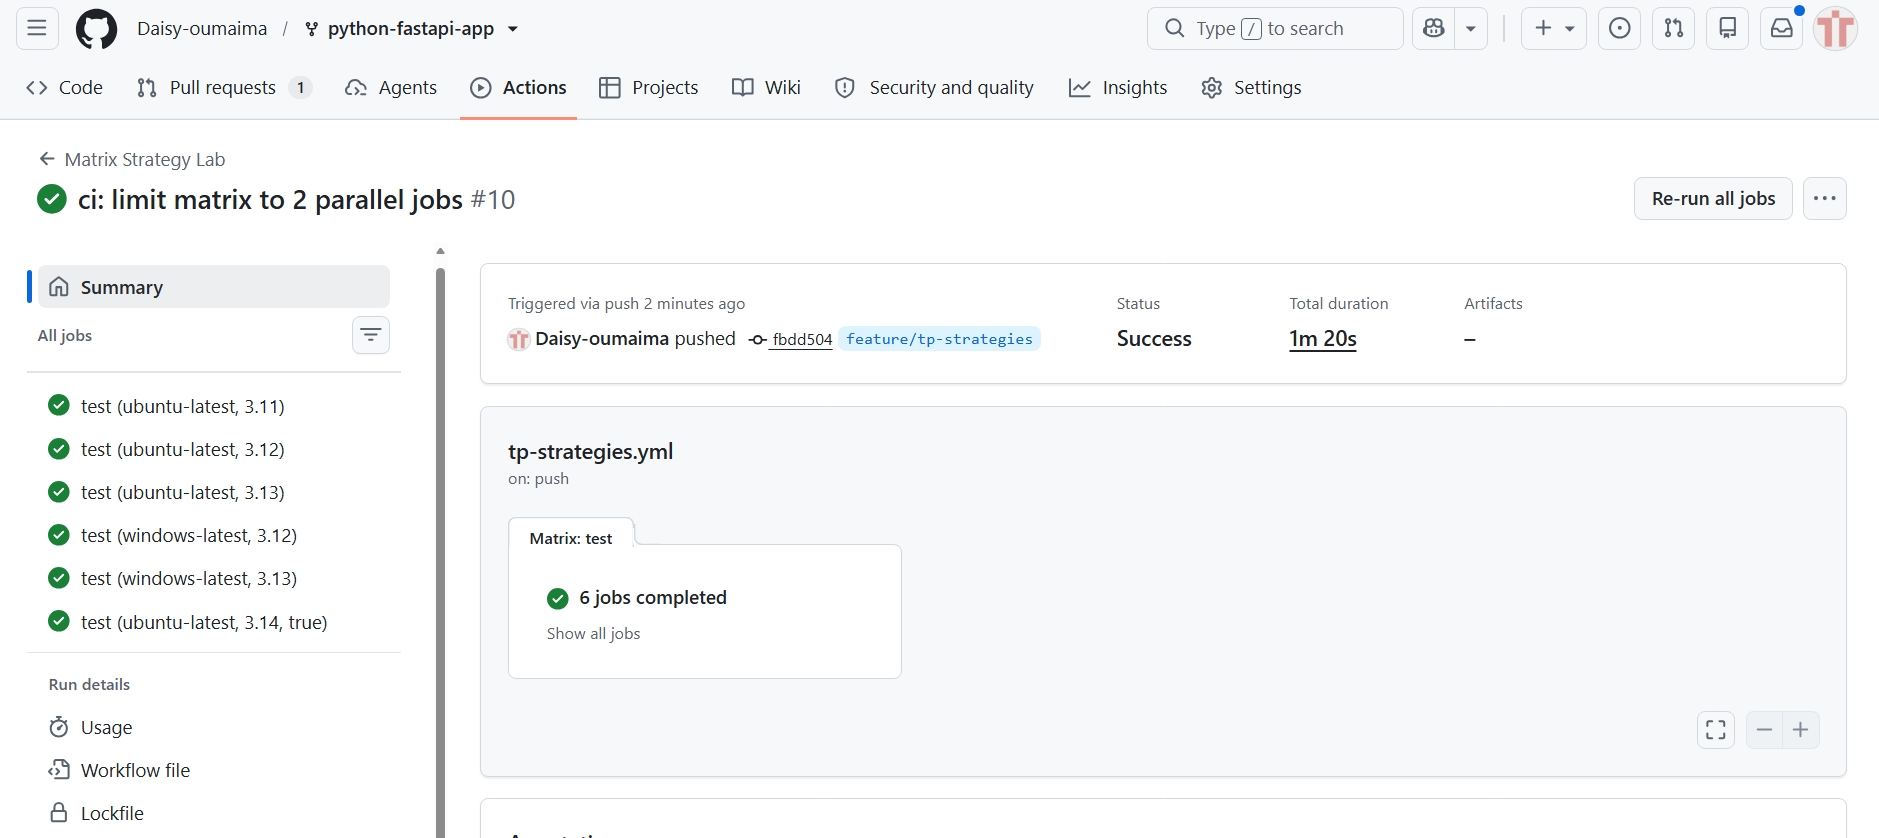 Daisy-oumaima / python-fastapi-app
Type / to search
Code
Pull requests 1
Agents
Actions
Projects
Wiki
Security and quality
Insights
Settings
Matrix Strategy Lab
ci: limit matrix to 2 parallel jobs #10
Re-run all jobs
Summary
All jobs
test (ubuntu-latest, 3.11)
test (ubuntu-latest, 3.12)
test (ubuntu-latest, 3.13)
test (windows-latest, 3.12)
test (windows-latest, 3.13)
test (ubuntu-latest, 3.14, true)
Run details
Usage
Workflow file
Lockfile
Triggered via push 2 minutes ago
Daisy-oumaima pushed fbdd504 feature/tp-strategies
Status
Success
Total duration
1m 20s
Artifacts
–
tp-strategies.yml
on: push
Matrix: test
6 jobs completed
Show all jobs